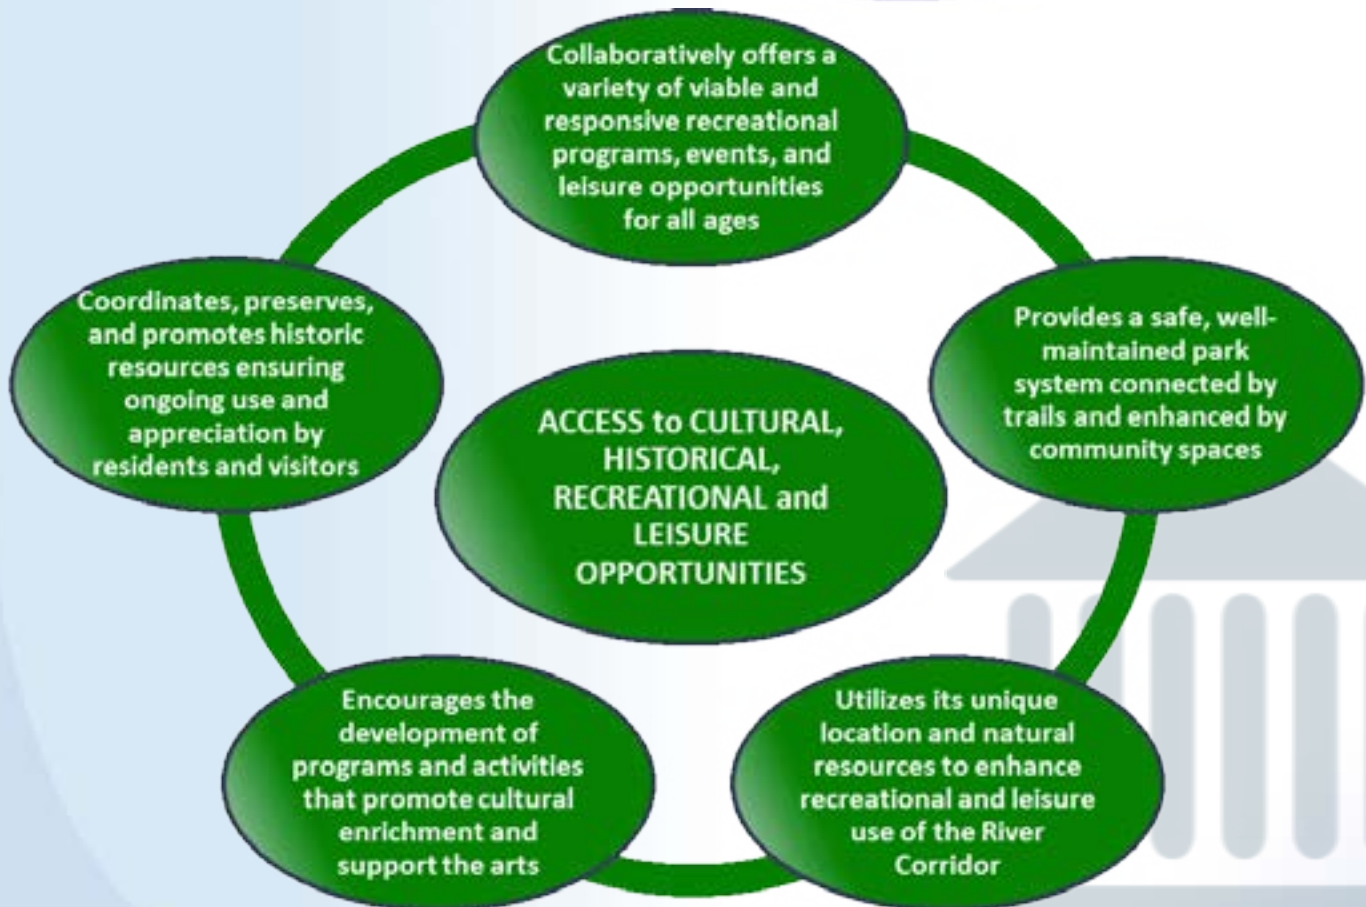 Collaboratively offers a
variety of viable and
responsive recreational
programs, events, and
leisure opportunities
for all ages
Coordinates, preserves,
and promotes historic
resources ensuring
ongoing use and
appreciation by
residents and visitors
Provides a safe, well-
maintained park
system connected by
trails and enhanced by
community spaces
ACCESS to CULTURAL,
HISTORICAL,
RECREATIONAL and
LEISURE
OPPORTUNITIES
Encourages the
development of
programs and activities
that promote cultural
enrichment and
support the arts
Utilizes its unique
location and natural
resources to enhance
recreational and leisure
use of the River
Corridor